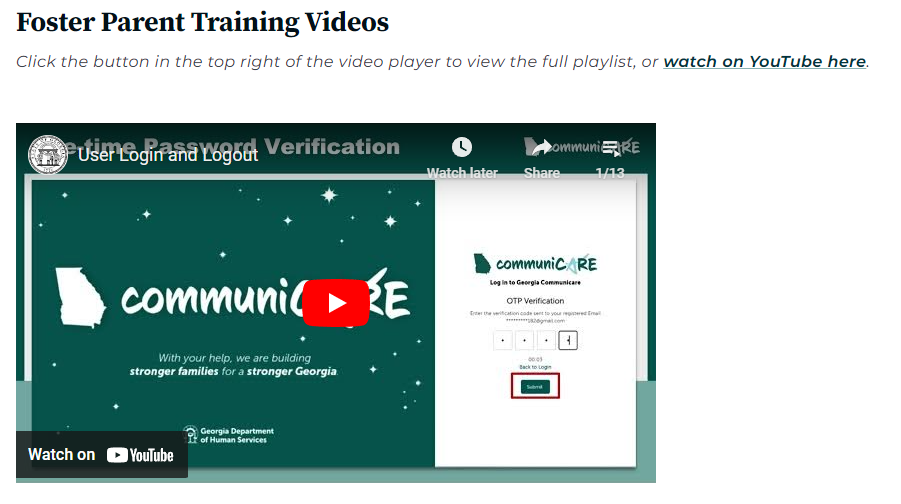 Foster Parent Training Videos
Click the button in the top right of the video player to view the full playlist, or watch on YouTube here.
e-time Password Verification
User Login and Logout
Watch later
Share
1/13
communiCARE
communiCARE
With your help, we are building
stronger families for a stronger Georgia
Georgia Department
of Human Services
communiCARE
Log In to Georgia Communicare
OTP Verification
Enter the verification code sent to your registered Email
*********182@gmail.com
00:03
Back to Login
Submit
Watch on YouTube